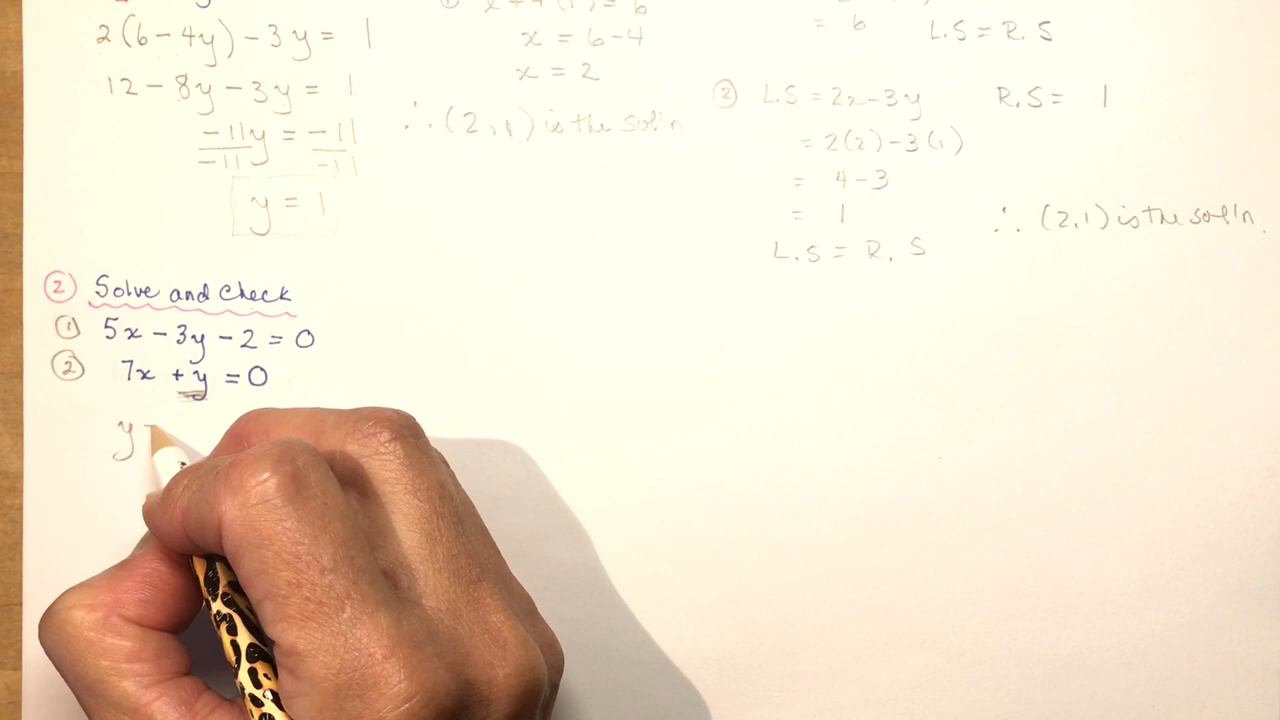 2(6-4y)-3y = 1
12-8y-3y = 1
-11y = -11
-11 -11
y = 1
x = 6-4
x = 2
∴ (2,1) is the sol'n
= 6
L.S = R.S
② L.S = 2x-3y R.S = 1
= 2(2)-3(1)
= 4-3
= 1
L.S = R.S
∴ (2,1) is the sol'n.
② Solve and check
① 5x - 3y - 2 = 0
② 7x + y = 0
y